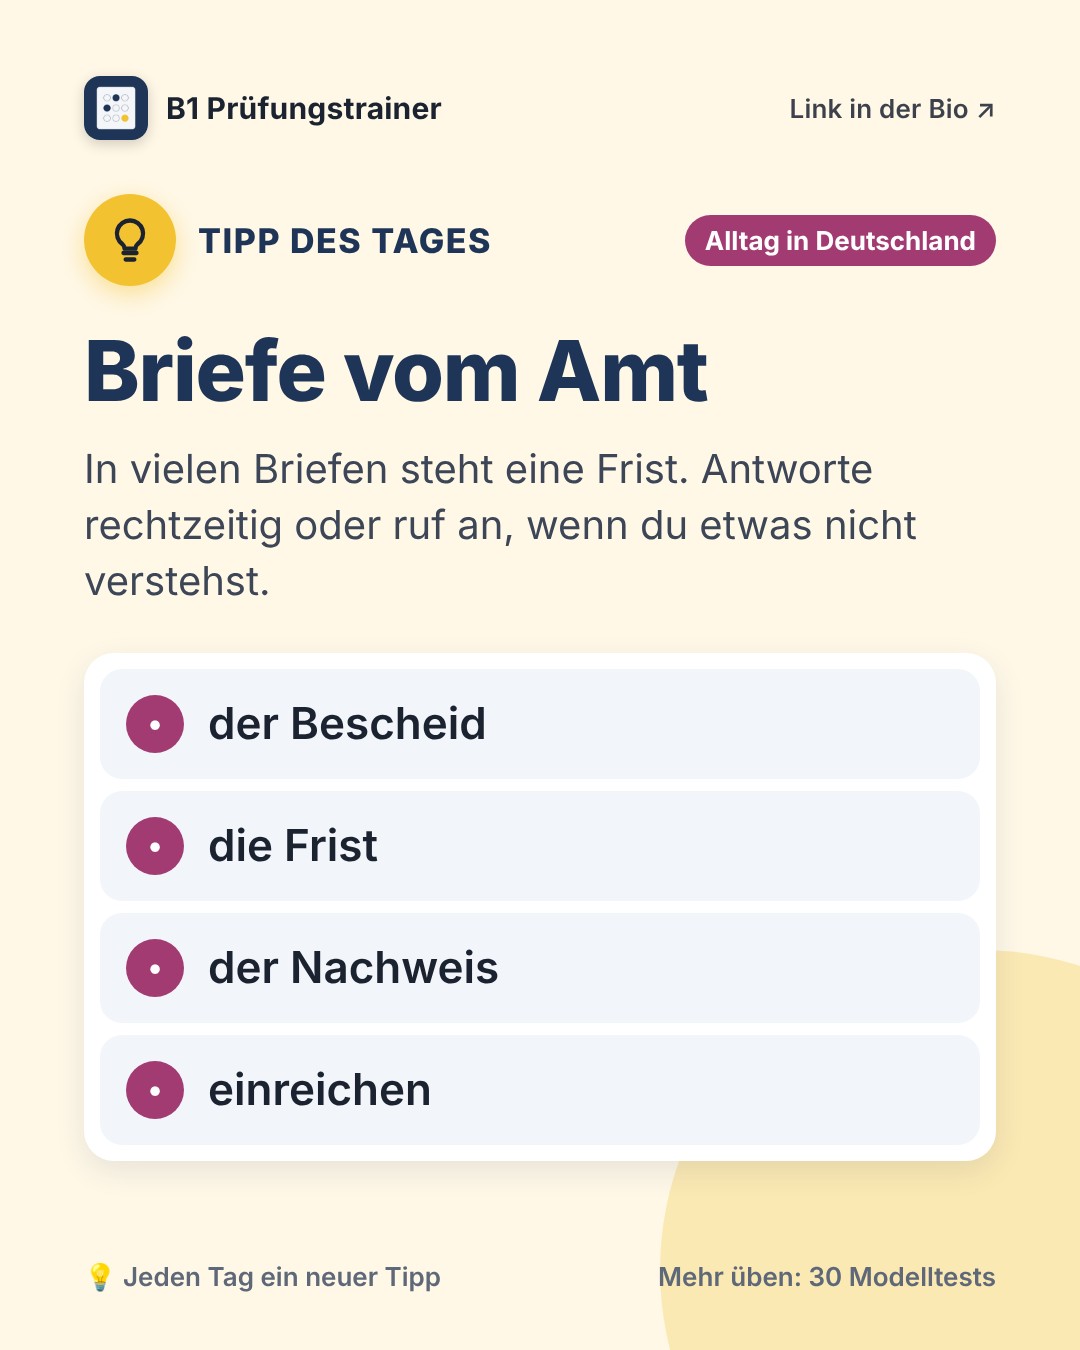 B1 Prüfungstrainer
Link in der Bio ↗
TIPP DES TAGES
Alltag in Deutschland
Briefe vom Amt
In vielen Briefen steht eine Frist. Antworte
rechtzeitig oder ruf an, wenn du etwas nicht
verstehst.
der Bescheid
die Frist
der Nachweis
einreichen
💡 Jeden Tag ein neuer Tipp
Mehr üben: 30 Modelltests